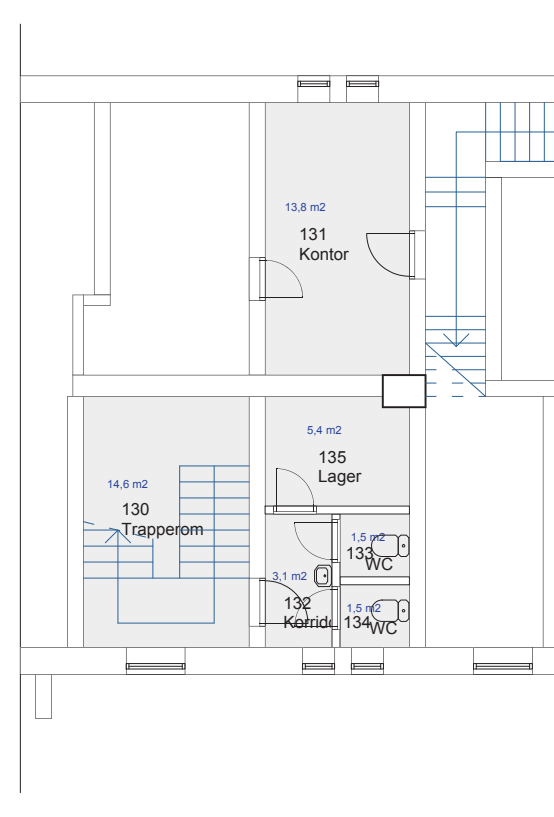 13,8 m2
131
Kontor
5,4 m2
135
Lager
14,6 m2
130
Trapperom
1,5 m2
133
WC
3,1 m2
132
Korrido
1,5 m2
134
WC